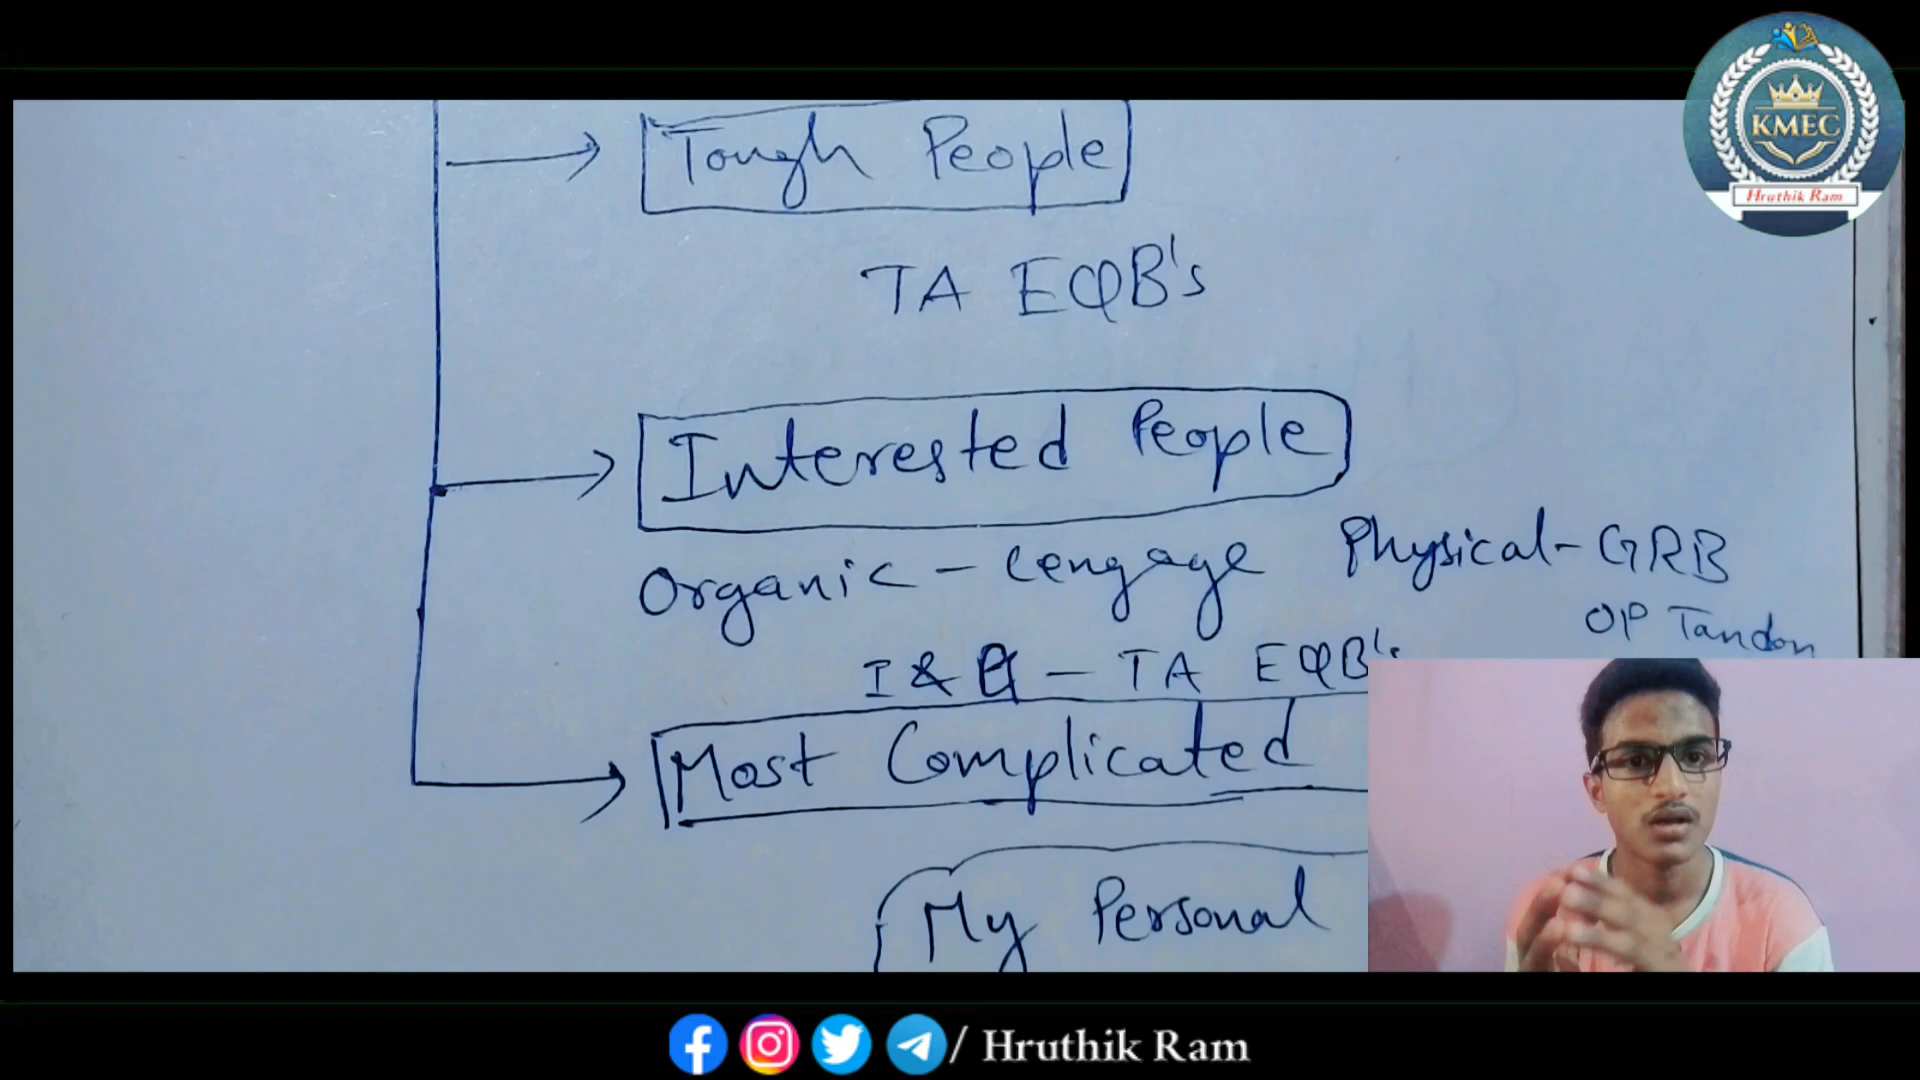 KMEC
Hruthik Ram
Tough People
TA EQB's
Interested People
Organic - Cengage Physical - GRB
OP Tandon
I & - TA EQB's
Most Complicated
My Personal
/ Hruthik Ram